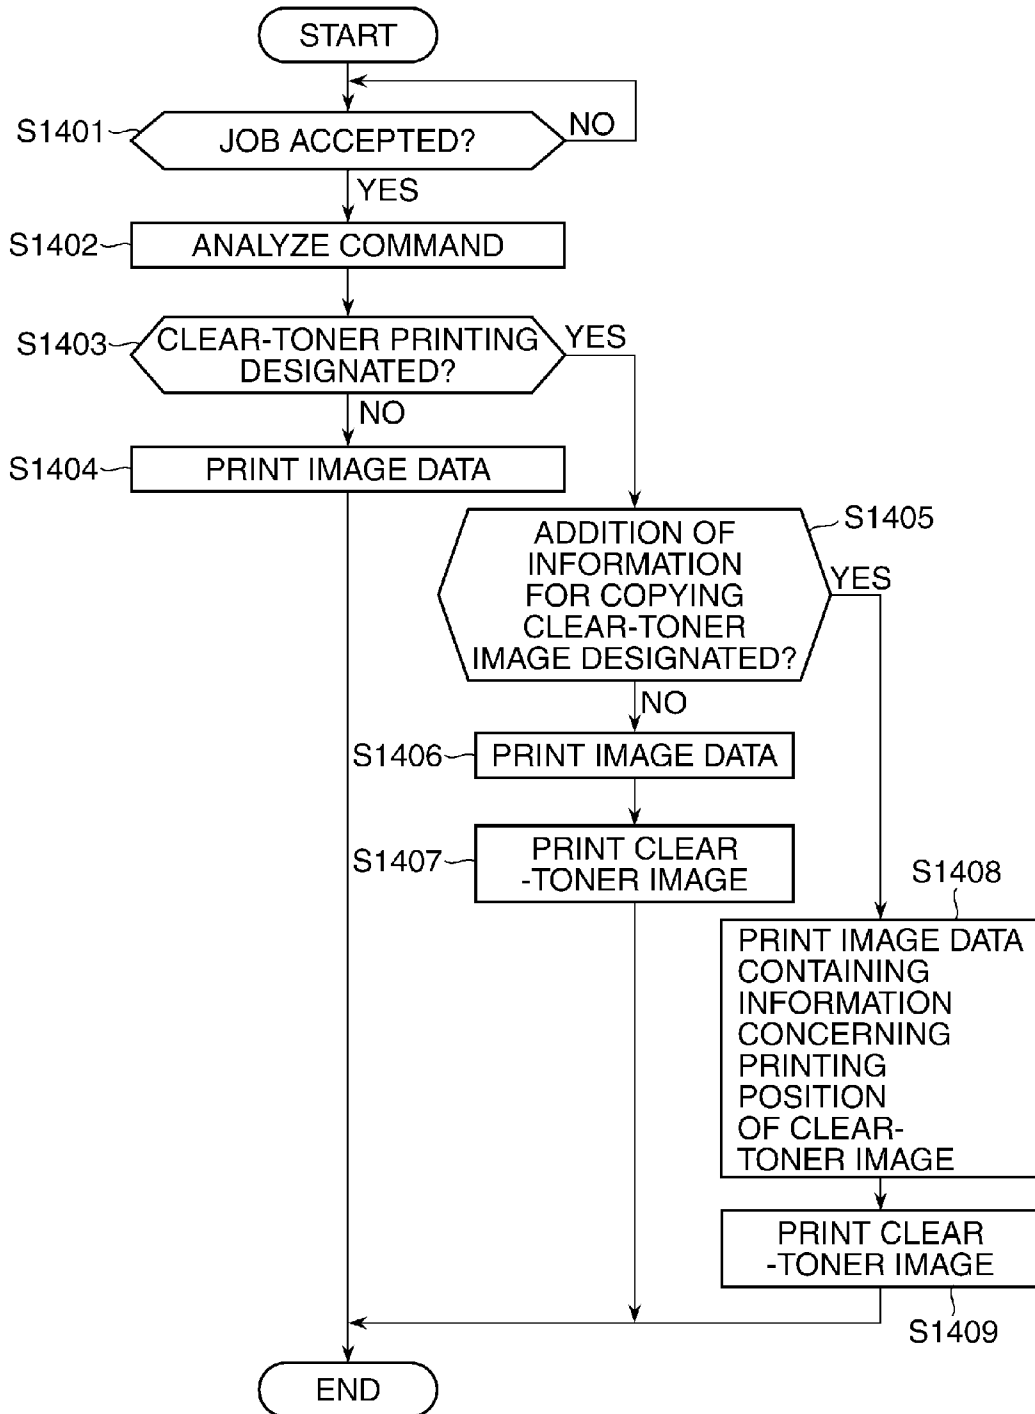 START
S1401
JOB ACCEPTED?
NO
YES
S1402
ANALYZE COMMAND
S1403
CLEAR-TONER PRINTING
DESIGNATED?
YES
NO
S1404
PRINT IMAGE DATA
S1405
ADDITION OF
INFORMATION
FOR COPYING
CLEAR-TONER
IMAGE DESIGNATED?
YES
NO
S1406
PRINT IMAGE DATA
S1407
PRINT CLEAR
-TONER IMAGE
S1408
PRINT IMAGE DATA
CONTAINING
INFORMATION
CONCERNING
PRINTING
POSITION
OF CLEAR-
TONER IMAGE
PRINT CLEAR
-TONER IMAGE
S1409
END